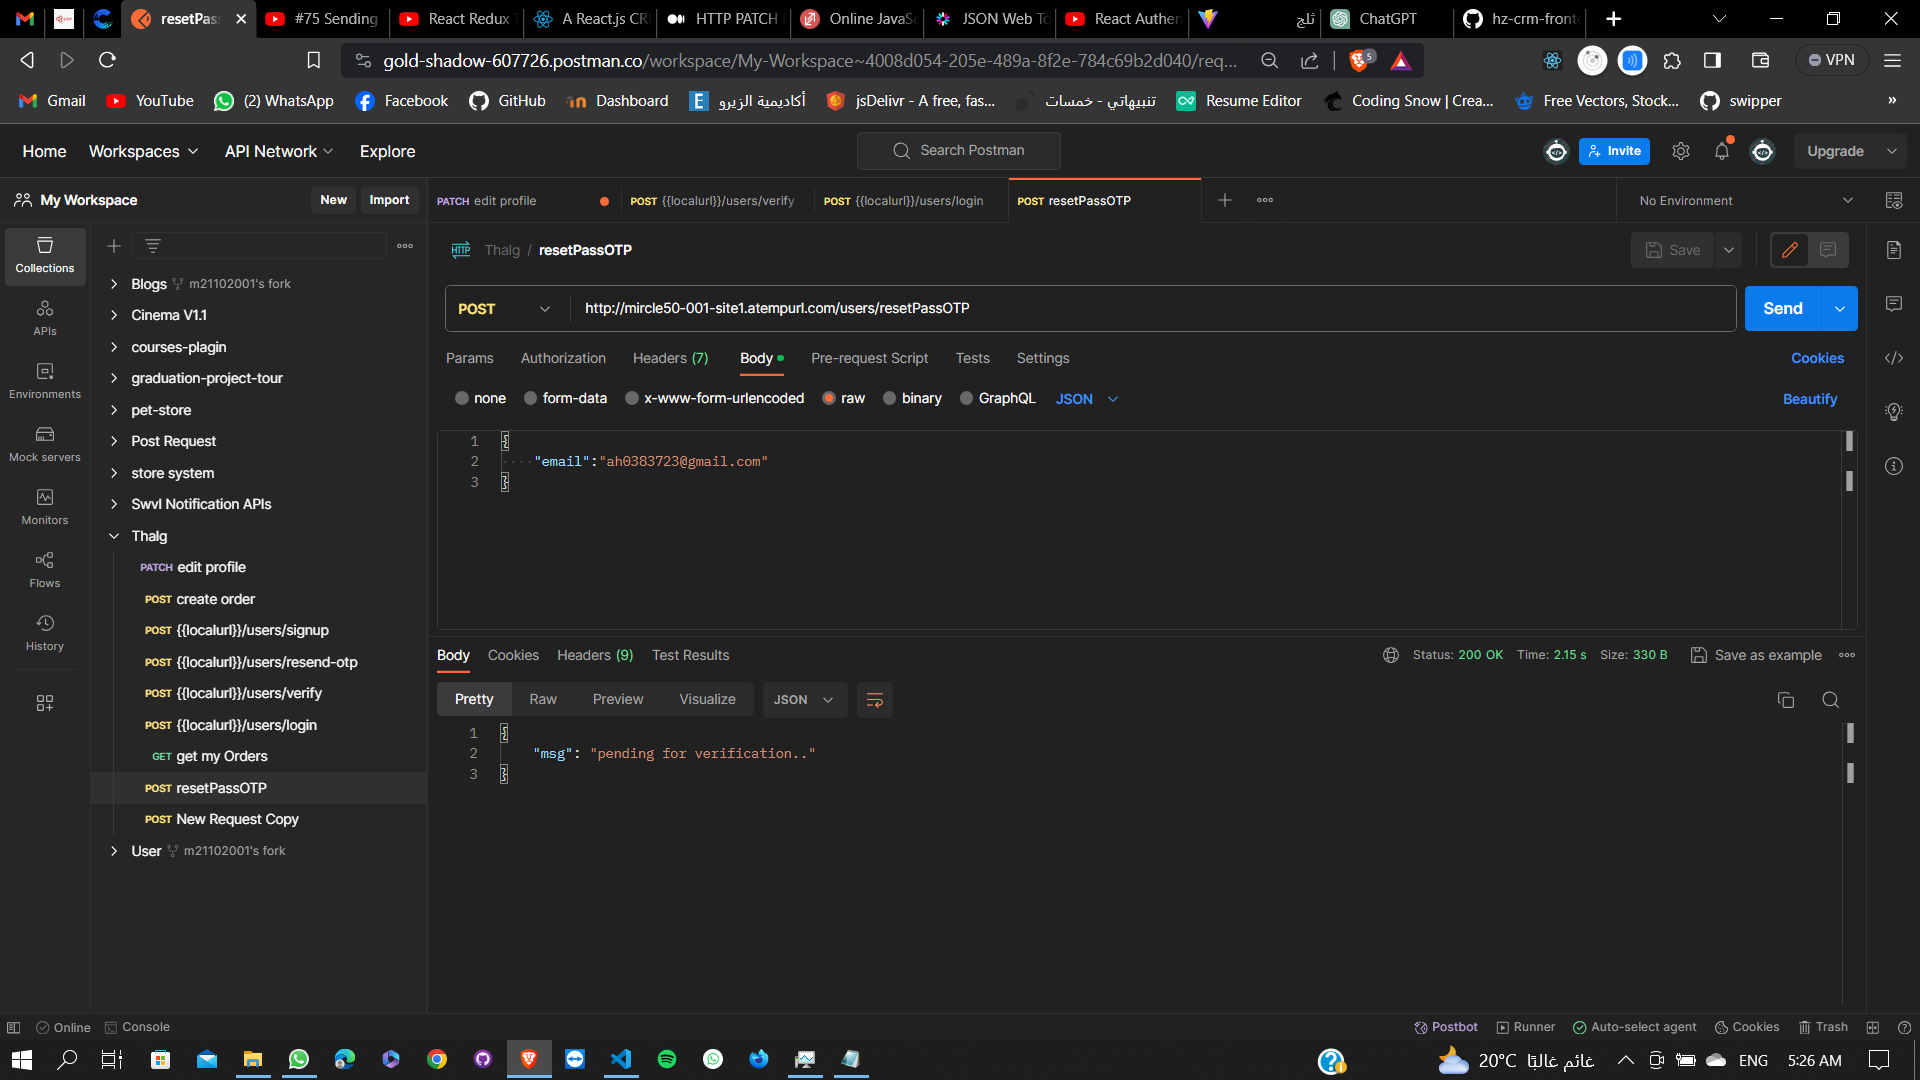 resetPas
#75 Sending
React Redux T
A React.js CR
HTTP PATCH
Online JavaSc
JSON Web To
React Authen
ثلج
ChatGPT
hz-crm-fronte
gold-shadow-607726.postman.co/workspace/My-Workspace~4008d054-205e-489a-8f2e-784c69b2d040/req...
5
VPN
Gmail
YouTube
(2) WhatsApp
Facebook
GitHub
Dashboard
أكاديمية الزيرو
jsDelivr - A free, fas...
تنبيهاتي - خمسات
Resume Editor
Coding Snow | Crea...
Free Vectors, Stock...
swipper
»
Home
Workspaces
API Network
Explore
Search Postman
Invite
Upgrade
My Workspace
New
Import
PATCH edit profile
POST {{localurl}}/users/verify
POST {{localurl}}/users/login
POST resetPassOTP
No Environment
Collections
APIs
Environments
Mock servers
Monitors
Flows
History
Blogs m21102001's fork
Cinema V1.1
courses-plagin
graduation-project-tour
pet-store
Post Request
store system
Swvl Notification APIs
Thalg
PATCH edit profile
POST create order
POST {{localurl}}/users/signup
POST {{localurl}}/users/resend-otp
POST {{localurl}}/users/verify
POST {{localurl}}/users/login
GET get my Orders
POST resetPassOTP
POST New Request Copy
User m21102001's fork
HTTP Thalg / resetPassOTP
Save
POST
http://mircle50-001-site1.atempurl.com/users/resetPassOTP
Send
Params
Authorization
Headers (7)
Body
Pre-request Script
Tests
Settings
Cookies
none
form-data
x-www-form-urlencoded
raw
binary
GraphQL
JSON
Beautify
1 {
2 "email":"ah0383723@gmail.com"
3 }
Body
Cookies
Headers (9)
Test Results
Status: 200 OK
Time: 2.15 s
Size: 330 B
Save as example
Pretty
Raw
Preview
Visualize
JSON
1 {
2 "msg": "pending for verification.."
3 }
Online
Console
Postbot
Runner
Auto-select agent
Cookies
Trash
20°C غائم غالبًا
ENG
5:26 AM